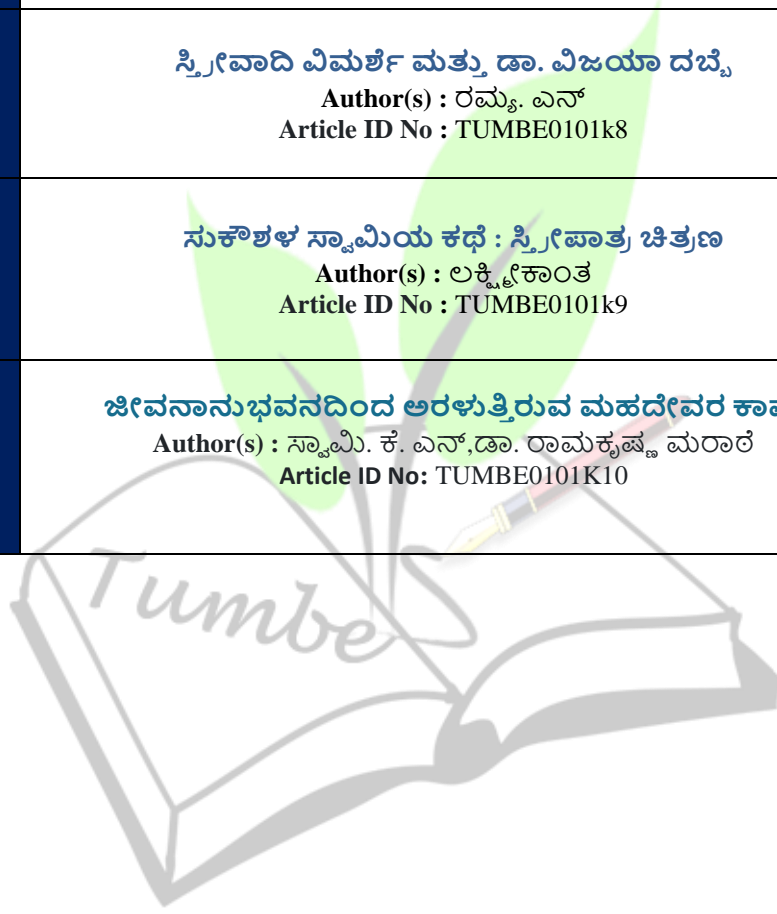 ಸ್ತ್ರೀವಾದಿ ವಿಮರ್ಶೆ ಮತ್ತು ಡಾ. ವಿಜಯಾ ದಬ್ಬೆ
Author(s) : ರಮ್ಯ. ಎನ್
Article ID No : TUMBE0101k8
ಸುಕೌಶಳ ಸ್ವಾಮಿಯ ಕಥೆ : ಸ್ತ್ರೀಪಾತ್ರ ಚಿತ್ರಣ
Author(s) : ಲಕ್ಷ್ಮೀಕಾಂತ
Article ID No : TUMBE0101k9
ಜೀವನಾನುಭವನದಿಂದ ಅರಳುತ್ತಿರುವ ಮಹದೇವರ
Author(s) : ಸ್ವಾಮಿ. ಕೆ. ಎನ್,ಡಾ. ರಾಮಕೃಷ್ಣ ಮರಾಠೆ
Article ID No: TUMBE0101K10
Tumbe